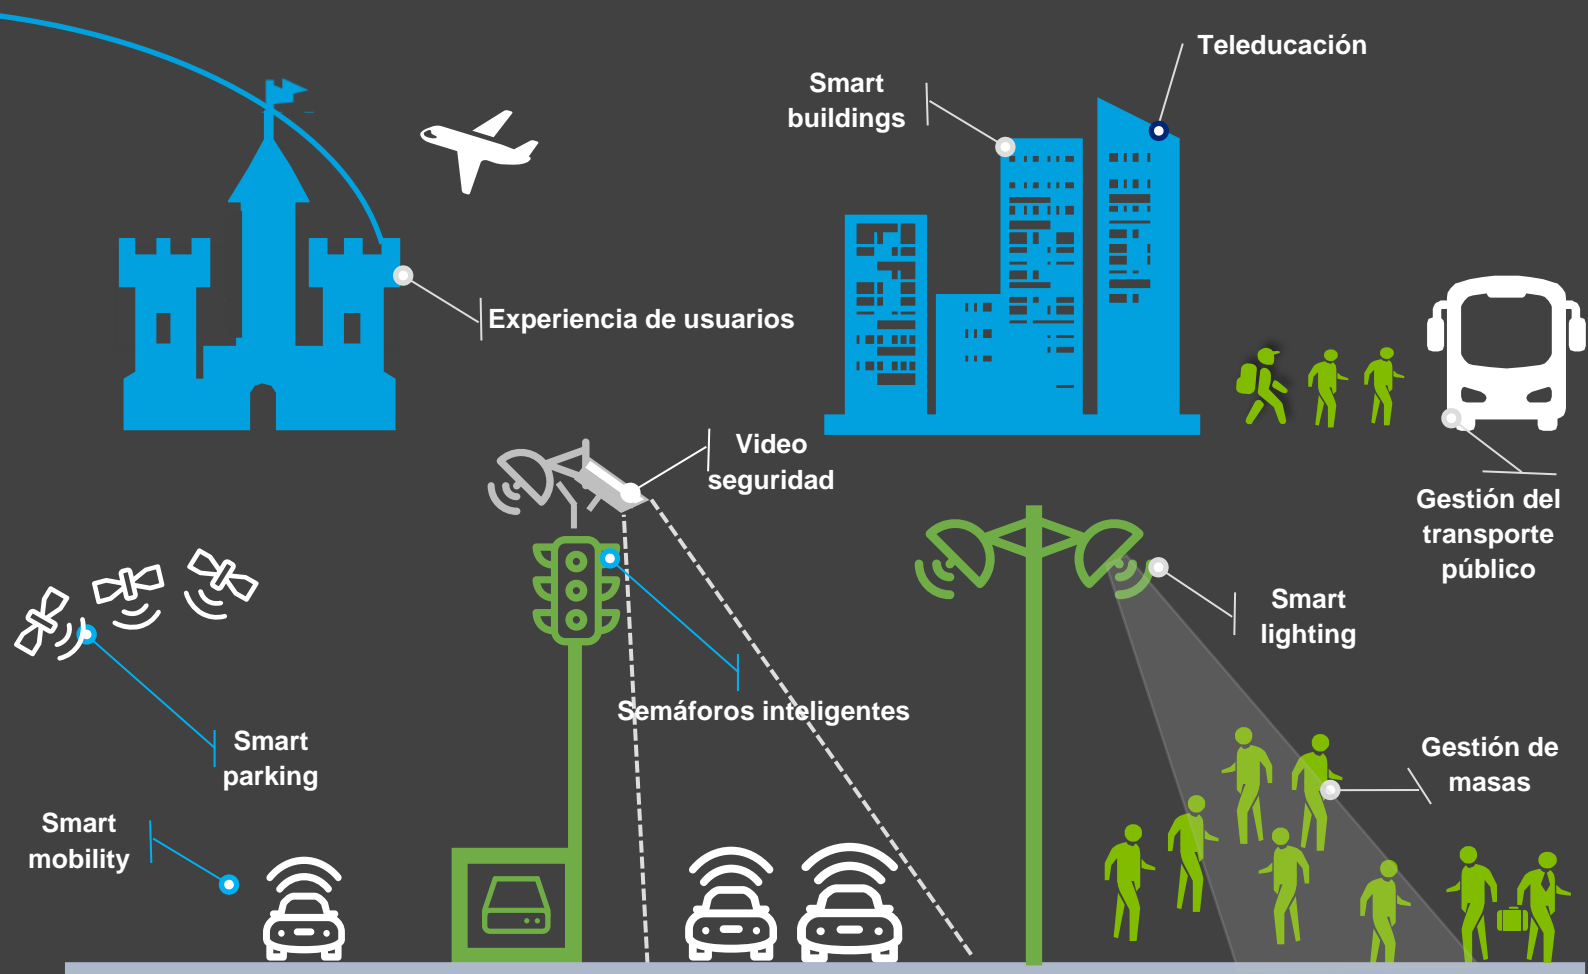 Teleducación
Smart
buildings
Experiencia de usuarios
Video
seguridad
Gestión del
transporte
público
Smart
lighting
Semáforos inteligentes
Smart
parking
Gestión de
masas
Smart
mobility